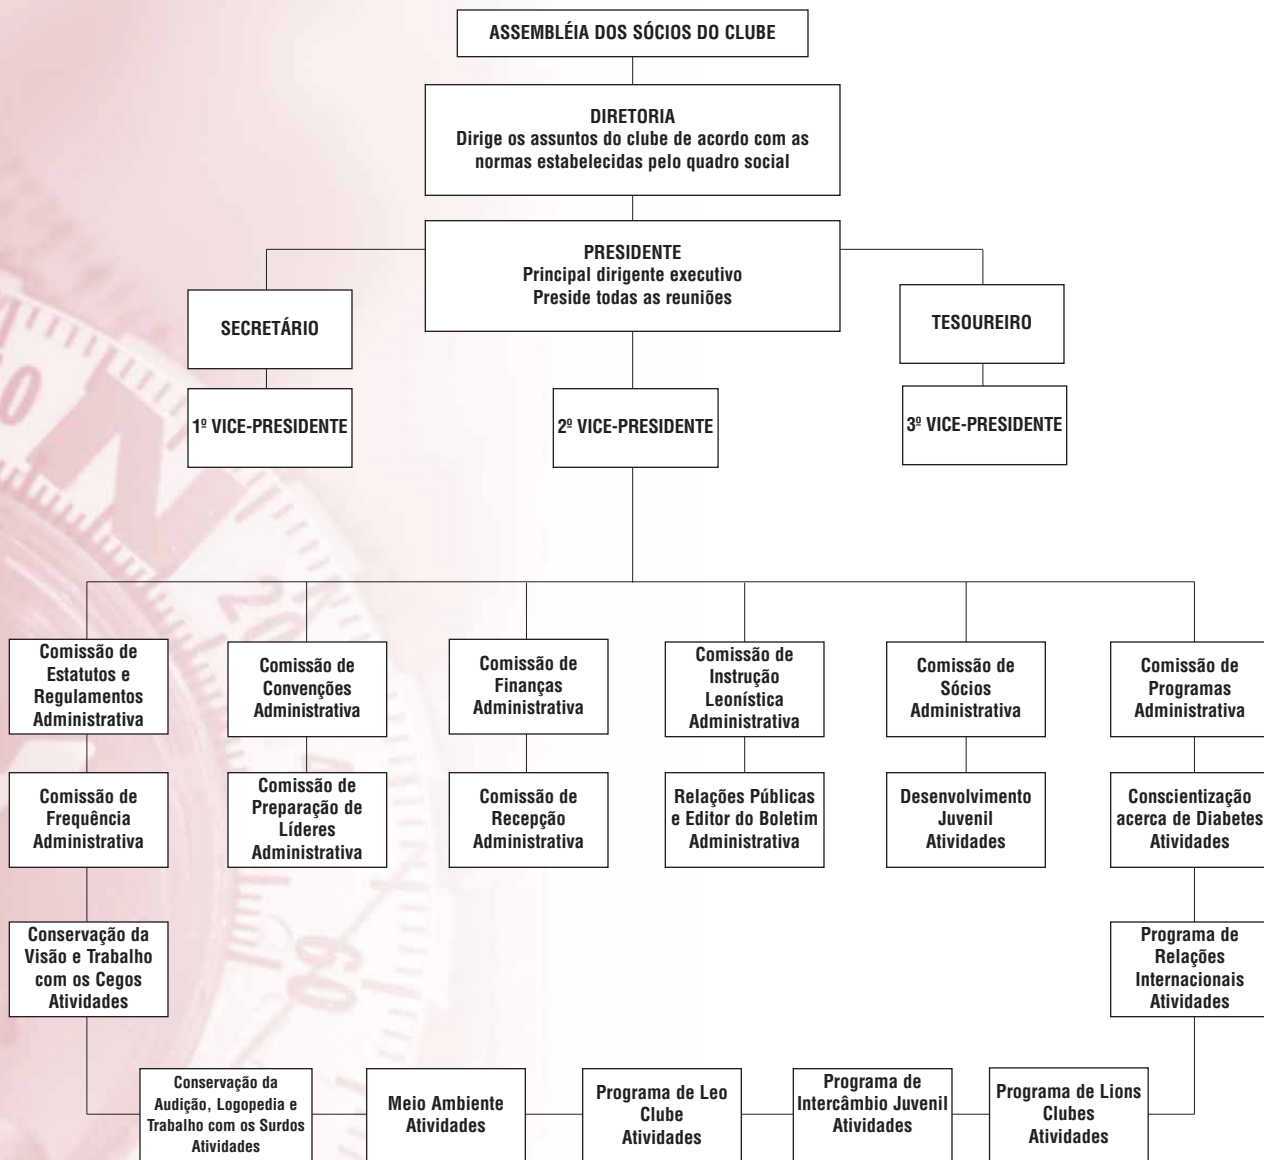 ASSEMBLÉIA DOS SÓCIOS DO CLUBE
DIRETORIA
Dirige os assuntos do clube de acordo com as
normas estabelecidas pelo quadro social
PRESIDENTE
Principal dirigente executivo
Preside todas as reuniões
SECRETÁRIO
TESOUREIRO
1º VICE-PRESIDENTE
2º VICE-PRESIDENTE
3º VICE-PRESIDENTE
Comissão de
Estatutos e
Regulamentos
Administrativa
Comissão de
Convenções
Administrativa
Comissão de
Finanças
Administrativa
Comissão de
Instrução
Leonística
Administrativa
Comissão de
Sócios
Administrativa
Comissão de
Programas
Administrativa
Comissão de
Frequência
Administrativa
Comissão de
Preparação de
Líderes
Administrativa
Comissão de
Recepção
Administrativa
Relações Públicas
e Editor do Boletim
Administrativa
Desenvolvimento
Juvenil
Atividades
Conscientização
acerca de Diabetes
Atividades
Conservação da
Visão e Trabalho
com os Cegos
Atividades
Programa de
Relações
Internacionais
Atividades
Conservação da
Audição, Logopedia e
Trabalho com os Surdos
Atividades
Meio Ambiente
Atividades
Programa de Leo
Clube
Atividades
Programa de
Intercâmbio Juvenil
Atividades
Programa de Lions
Clubes
Atividades
N
20
60